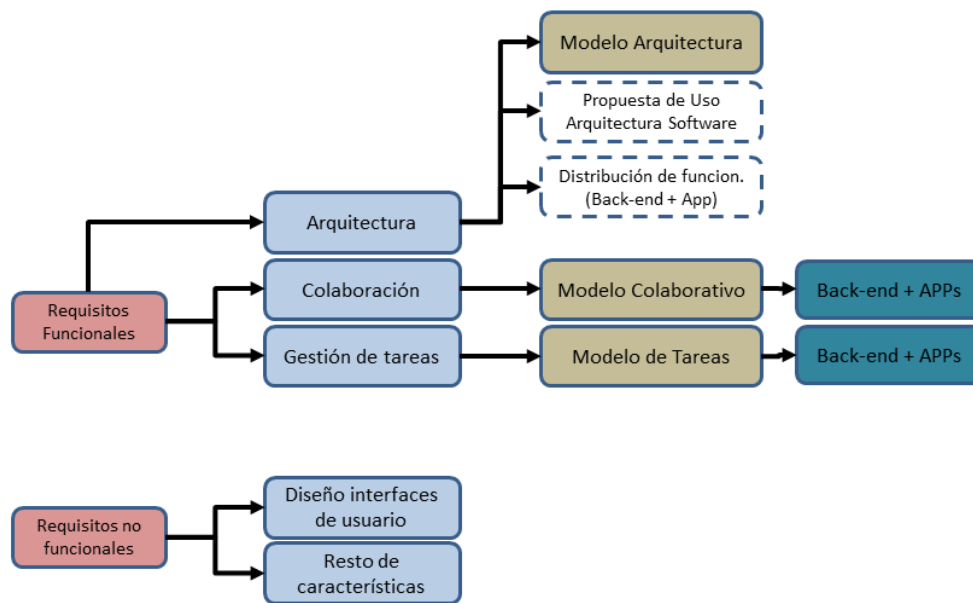 Modelo Arquitectura
Propuesta de Uso
Arquitectura Software
Distribución de funcion.
(Back-end + App)
Arquitectura
Requisitos
Funcionales
Colaboración
Modelo Colaborativo
Back-end + APPs
Gestión de tareas
Modelo de Tareas
Back-end + APPs
Requisitos no
funcionales
Diseño interfaces
de usuario
Resto de
características